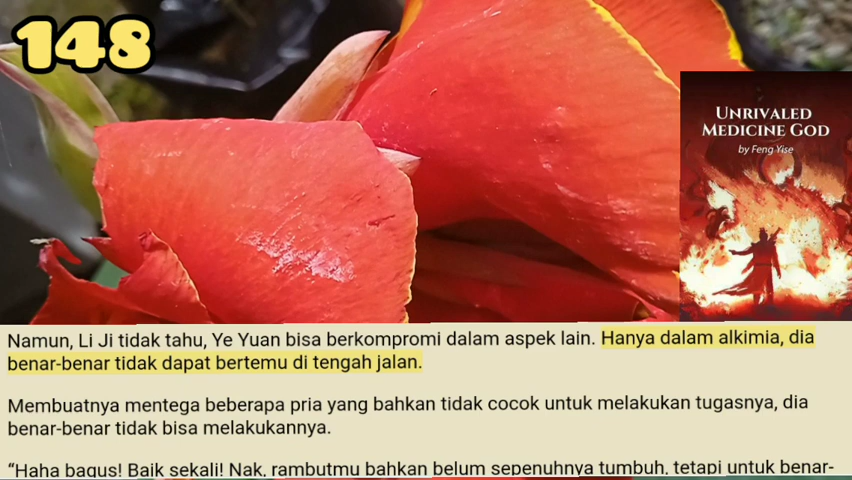 148
UNRIVALED
MEDICINE GOD
by Feng Yise
Namun, Li Ji tidak tahu, Ye Yuan bisa berkompromi dalam aspek lain. Hanya dalam alkimia, dia
benar-benar tidak dapat bertemu di tengah jalan.
Membuatnya mentega beberapa pria yang bahkan tidak cocok untuk melakukan tugasnya, dia
benar-benar tidak bisa melakukannya.
“Haha bagus! Baik sekali! Nak, rambutmu bahkan belum sepenuhnya tumbuh, tetapi untuk benar-